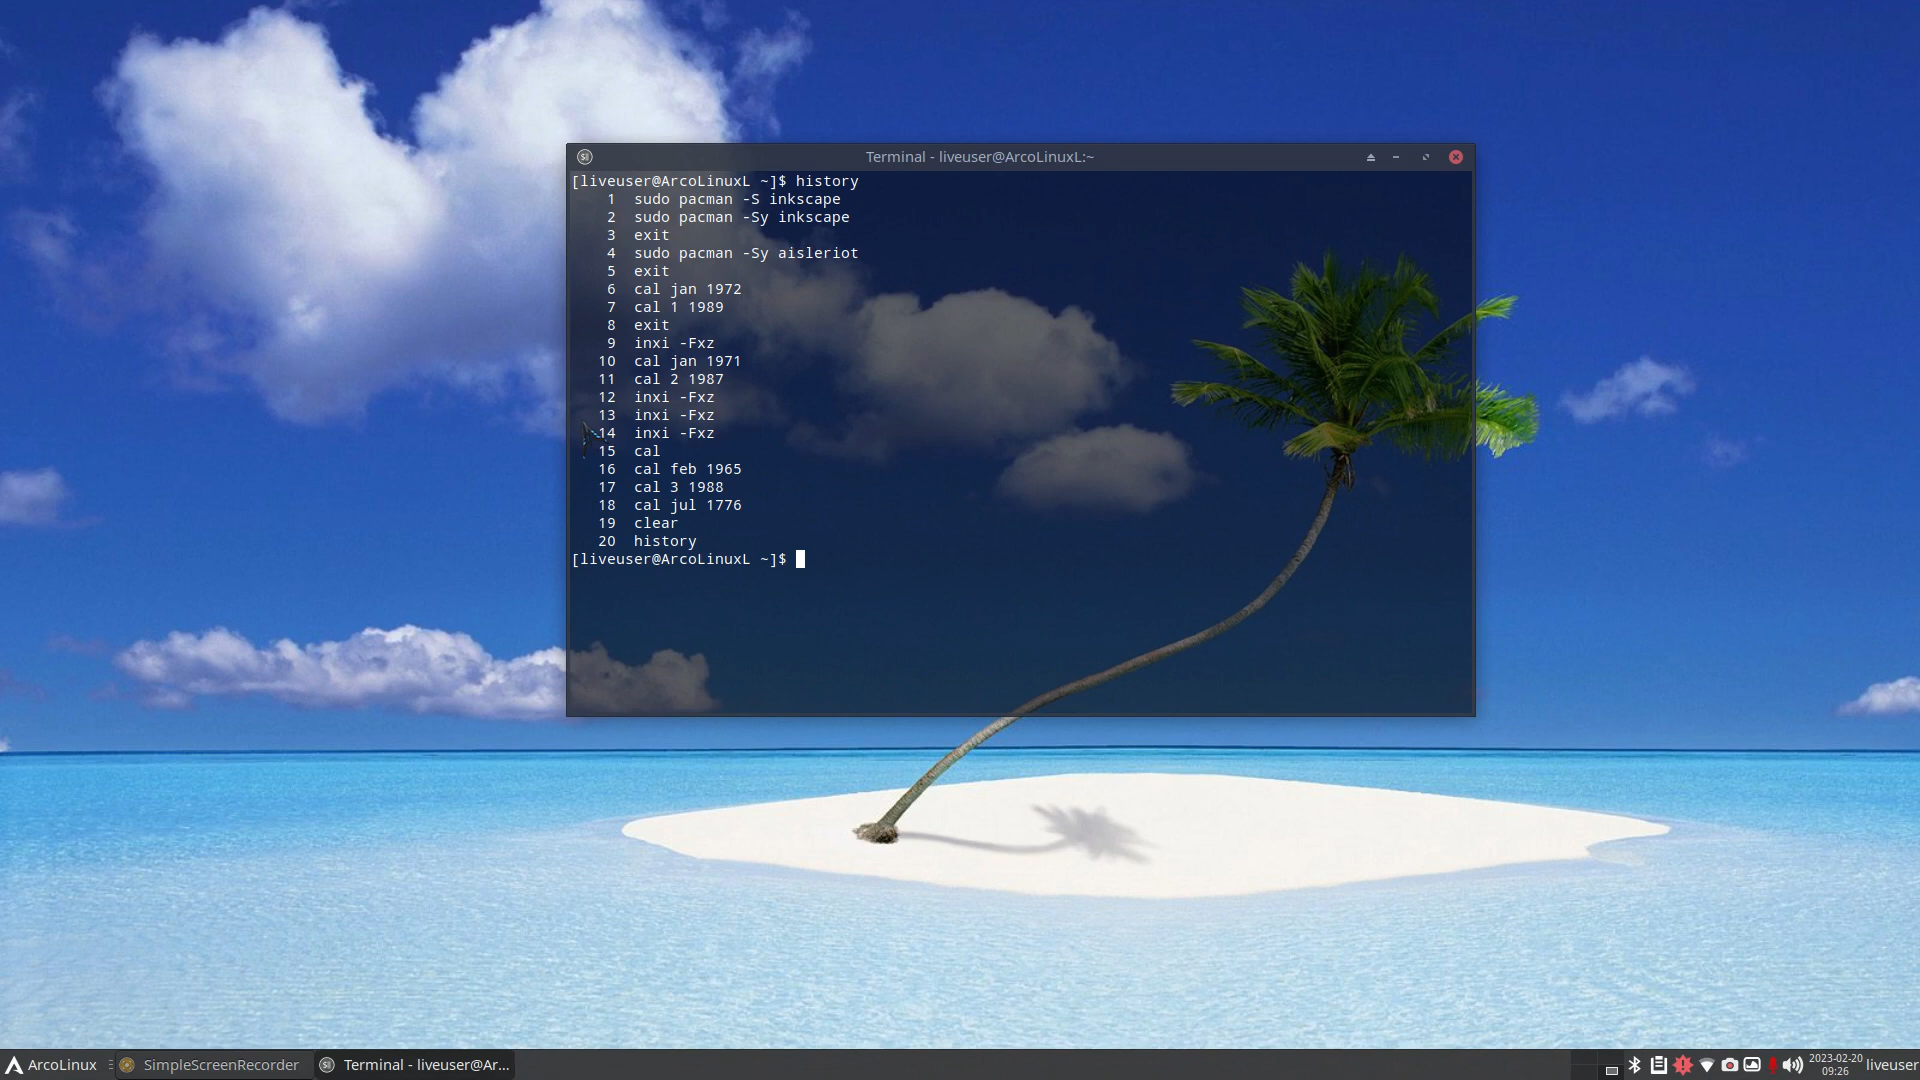 Terminal - liveuser@ArcoLinuxL:~
[liveuser@ArcoLinuxL ~]$ history
1 sudo pacman -S inkscape
2 sudo pacman -Sy inkscape
3 exit
4 sudo pacman -Sy aisleriot
5 exit
6 cal jan 1972
7 cal 1 1989
8 exit
9 inxi -Fxz
10 cal jan 1971
11 cal 2 1987
12 inxi -Fxz
13 inxi -Fxz
14 inxi -Fxz
15 cal
16 cal feb 1965
17 cal 3 1988
18 cal jul 1776
19 clear
20 history
[liveuser@ArcoLinuxL ~]$
ArcoLinux SimpleScreenRecorder Terminal - liveuser@Ar... 2023-02-20 liveuser
09:26